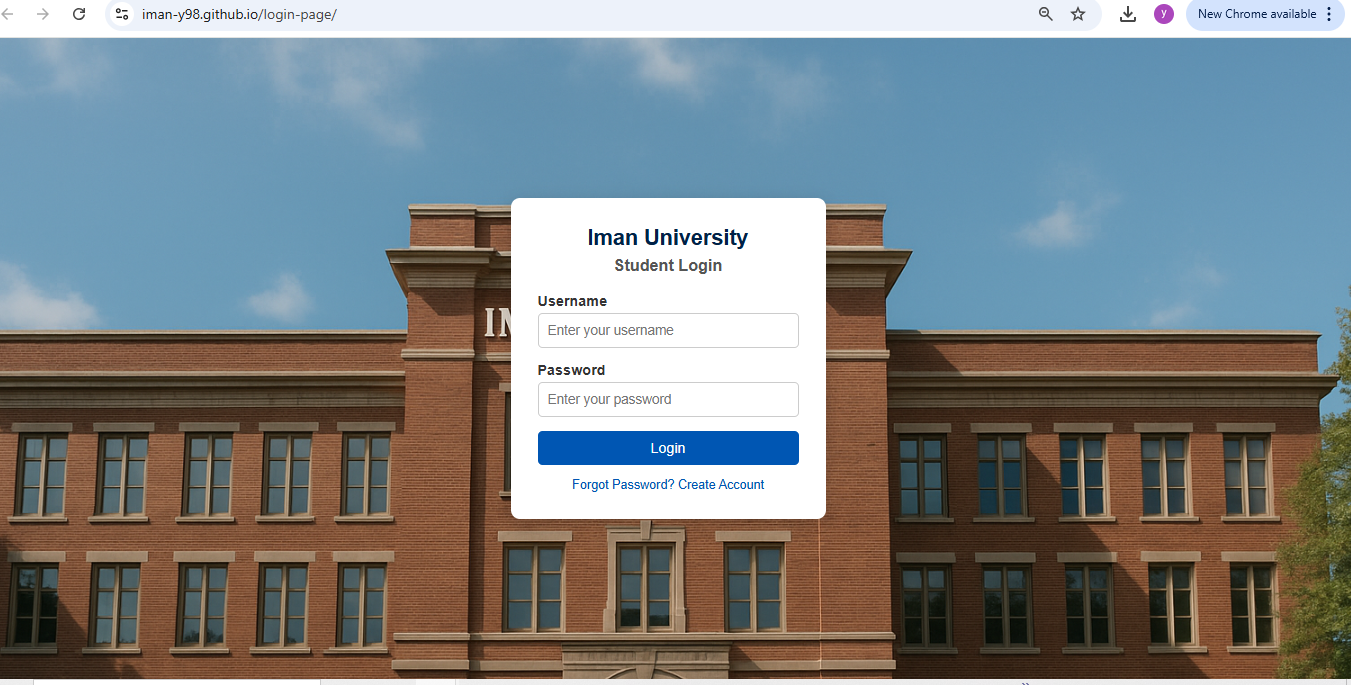 iman-y98.github.io/login-page/
y
New Chrome available
Iman University
Student Login
Username
Enter your username
Password
Enter your password
Login
Forgot Password? Create Account